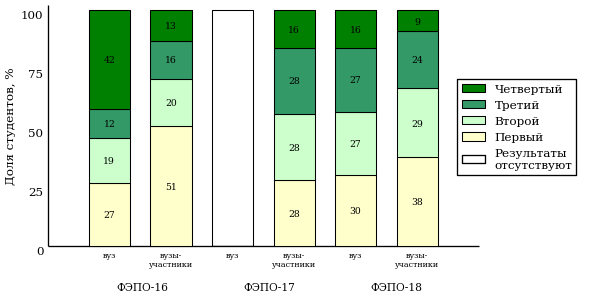 Доля студентов, %
100
75
50
25
0
42
12
19
27
13
16
20
51
16
28
28
28
16
27
27
30
9
24
29
38
вуз
вузы-
участники
вуз
вузы-
участники
вуз
вузы-
участники
ФЭПО-16
ФЭПО-17
ФЭПО-18
Четвертый
Третий
Второй
Первый
Результаты
отсутствуют